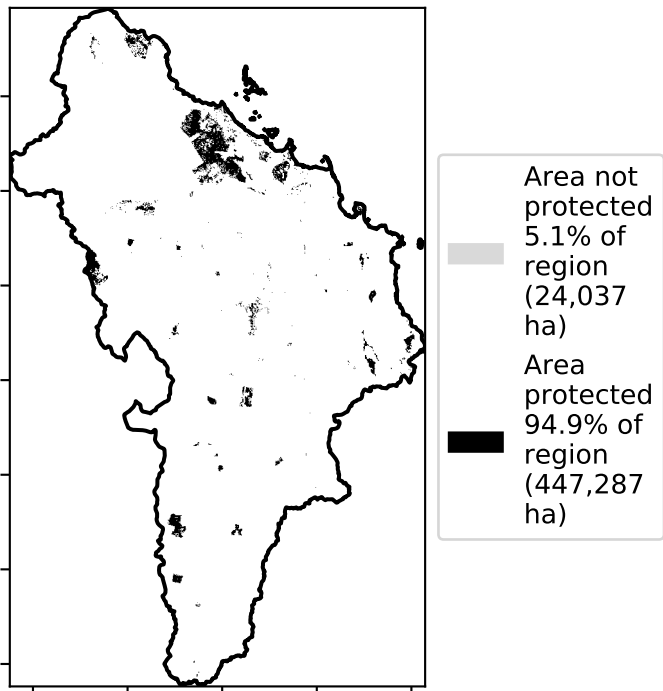 Area not
protected
5.1% of
region
(24,037
ha)
Area
protected
94.9% of
region
(447,287
ha)